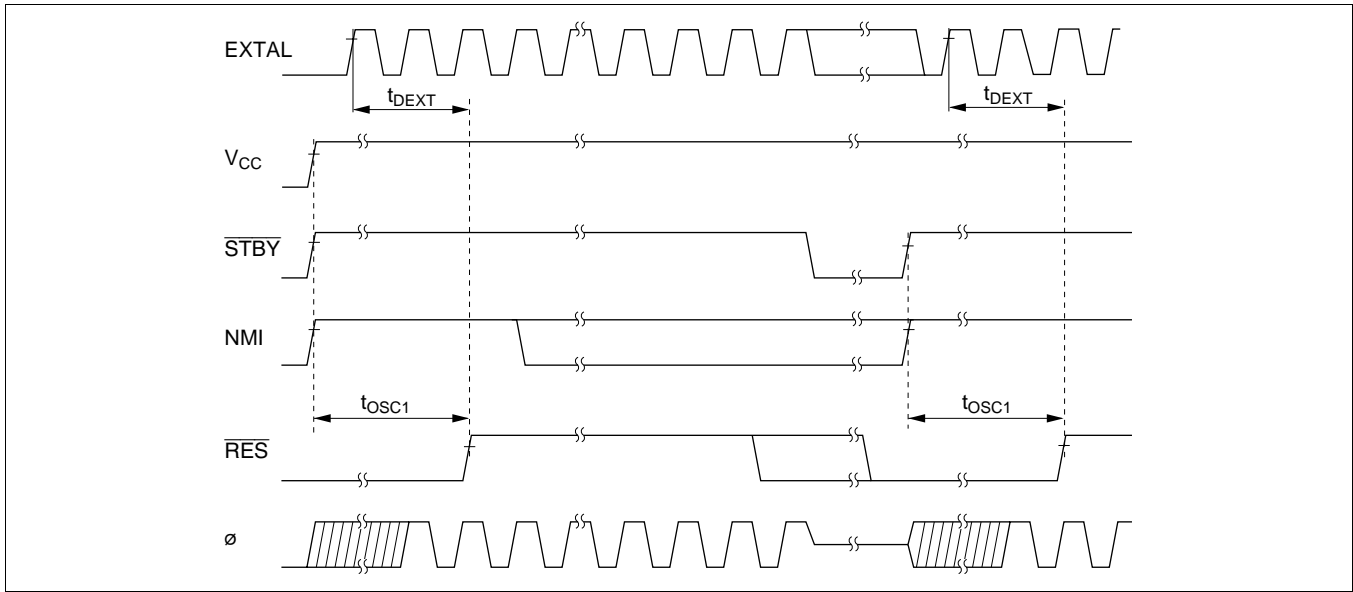 EXTAL
tDEXT tDEXT
VCC
STBY
NMI
tOSC1 tOSC1
RES
ø